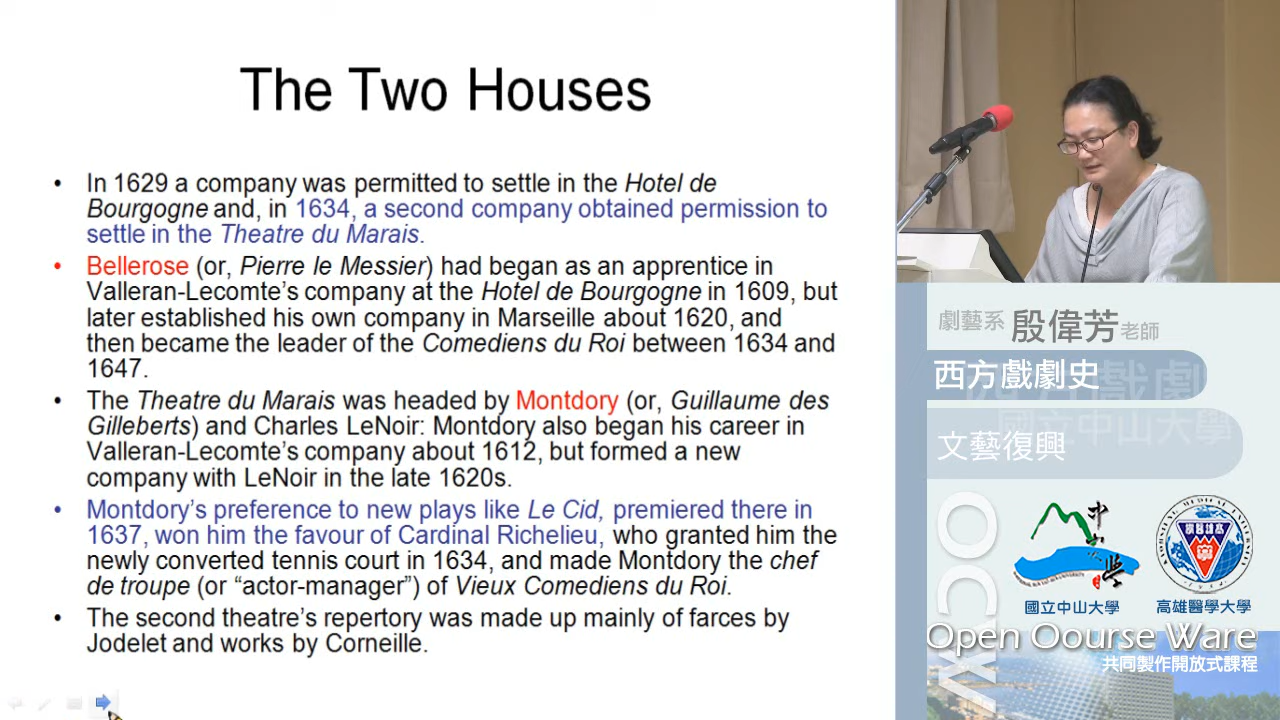 The Two Houses
• In 1629 a company was permitted to settle in the Hotel de
Bourgogne and, in 1634, a second company obtained permission to
settle in the Theatre du Marais.
• Bellerose (or, Pierre le Messier) had began as an apprentice in
Valleran-Lecomte's company at the Hotel de Bourgogne in 1609, but
later established his own company in Marseille about 1620, and
then became the leader of the Comediens du Roi between 1634 and
1647.
• The Theatre du Marais was headed by Montdory (or, Guillaume des
Gilleberts) and Charles LeNoir: Montdory also began his career in
Valleran-Lecomte's company about 1612, but formed a new
company with LeNoir in the late 1620s.
• Montdory's preference to new plays like Le Cid, premiered there in
1637, won him the favour of Cardinal Richelieu, who granted him the
newly converted tennis court in 1634, and made Montdory the chef
de troupe (or "actor-manager") of Vieux Comediens du Roi.
• The second theatre's repertory was made up mainly of farces by
Jodelet and works by Corneille.
劇藝系 殷偉芳老師
西方戲劇史
西方戲劇
國立中山大學
文藝復興
OCW
中山大學
國立中山大學
高雄醫學大學
Open Course Ware
共同製作開放式課程